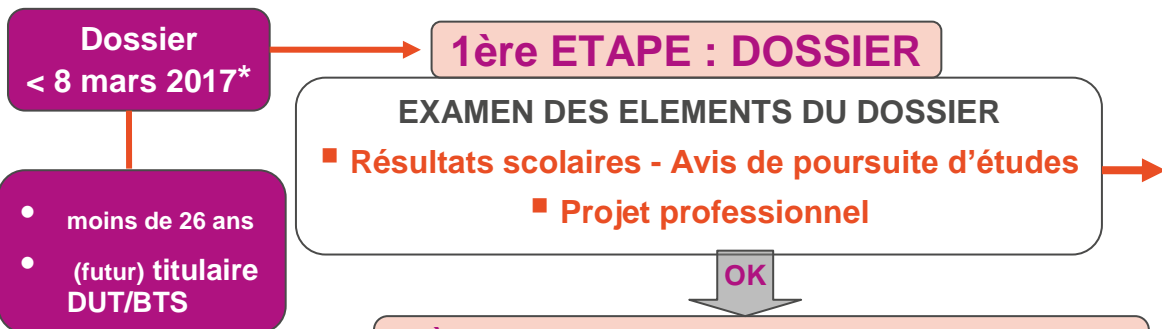 Dossier
< 8 mars 2017*
1ère ETAPE : DOSSIER
EXAMEN DES ELEMENTS DU DOSSIER
▪ Résultats scolaires - Avis de poursuite d’études
▪ Projet professionnel
• moins de 26 ans
• (futur) titulaire
DUT/BTS
OK